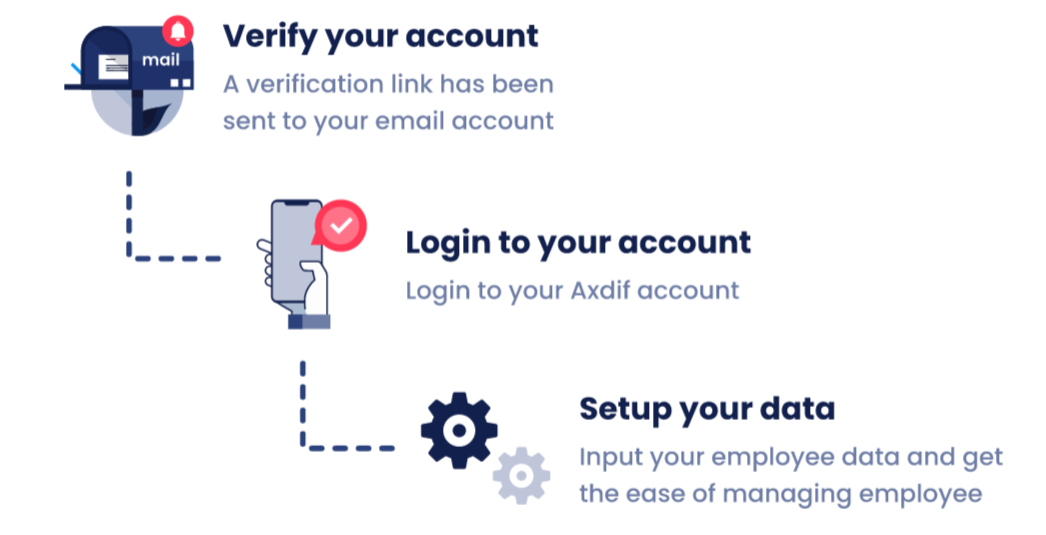 mail
Verify your account
A verification link has been
sent to your email account
Login to your account
Login to your Axdif account
Setup your data
Input your employee data and get
the ease of managing employee